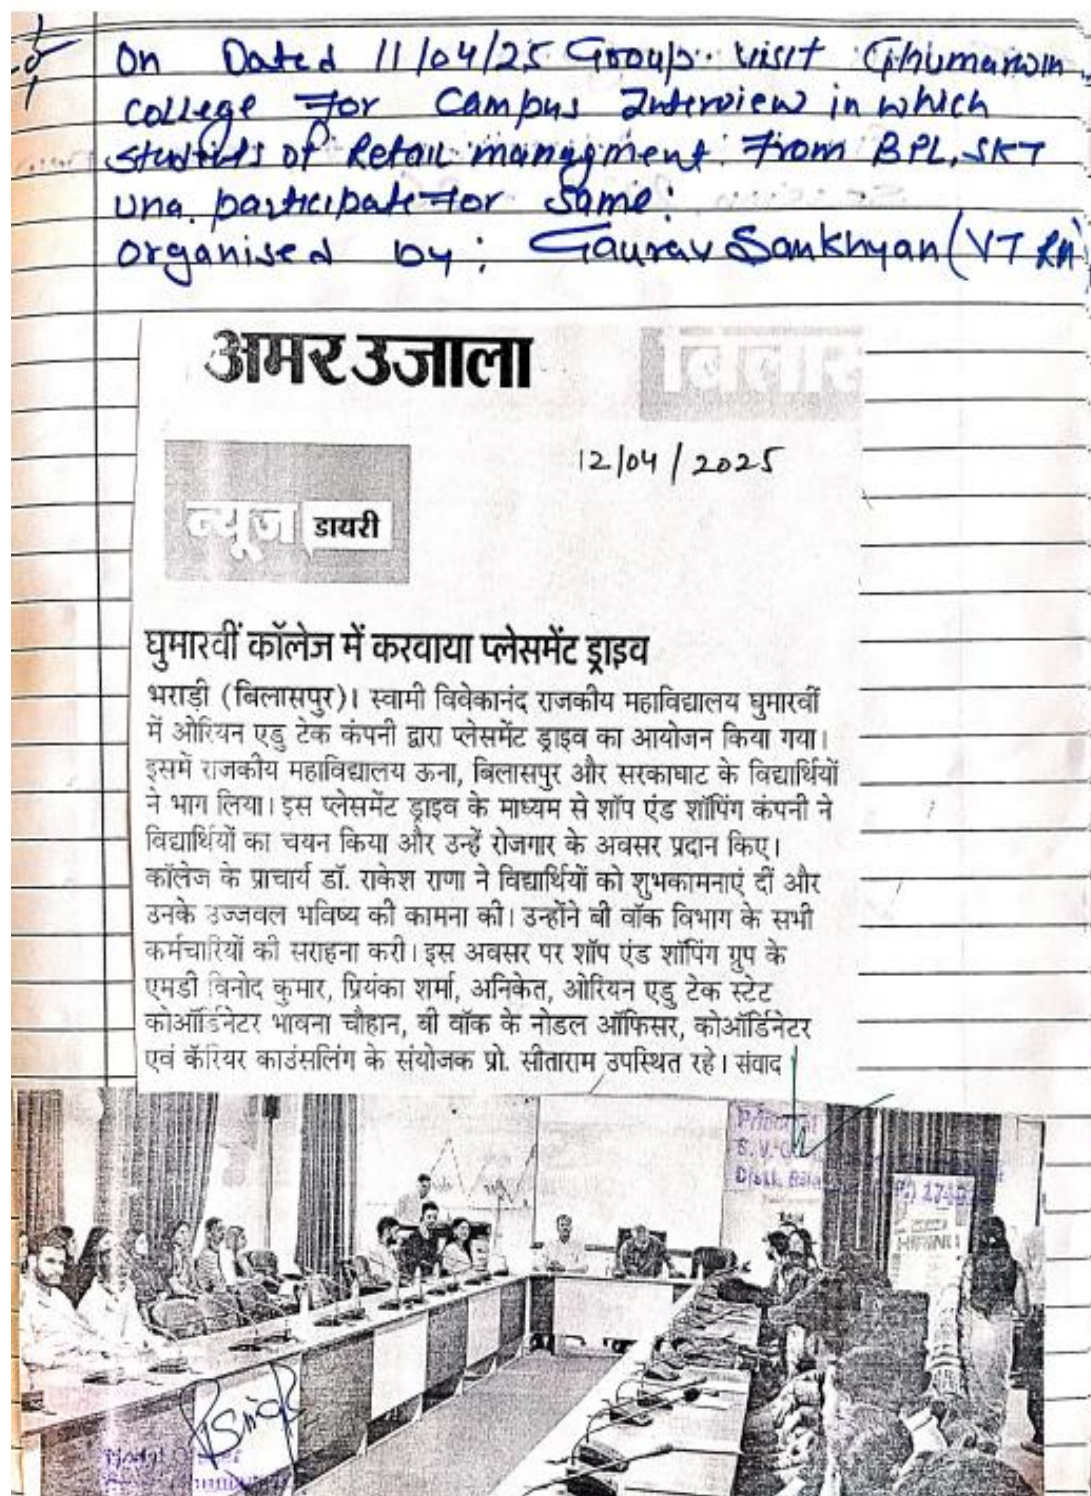 On Dated 11/04/25 Group visit Ghumarwin
college For Campus Interview in which
students of Retail managment From BPL, SKT
Una participate For Same:
organised by: Gaurav Sankhyan (VT RM)
अमर उजाला
12/04/2025
न्यूज डायरी
घुमारवीं कॉलेज में करवाया प्लेसमेंट ड्राइव
भराड़ी (बिलासपुर)। स्वामी विवेकानंद राजकीय महाविद्यालय घुमारवीं
में ओरियन एडु टेक कंपनी द्वारा प्लेसमेंट ड्राइव का आयोजन किया गया।
इसमें राजकीय महाविद्यालय ऊना, बिलासपुर और सरकाघाट के विद्यार्थियों
ने भाग लिया। इस प्लेसमेंट ड्राइव के माध्यम से शॉप एंड शॉपिंग कंपनी ने
विद्यार्थियों का चयन किया और उन्हें रोजगार के अवसर प्रदान किए।
कॉलेज के प्राचार्य डॉ. राकेश राणा ने विद्यार्थियों को शुभकामनाएं दीं और
उनके उज्जवल भविष्य की कामना की। उन्होंने बी वॉक विभाग के सभी
कर्मचारियों की सराहना करी। इस अवसर पर शॉप एंड शॉपिंग ग्रुप के
एमडी विनोद कुमार, प्रियंका शर्मा, अनिकेत, ओरियन एडु टेक स्टेट
कोऑर्डिनेटर भावना चौहान, बी वॉक के नोडल ऑफिसर, कोऑर्डिनेटर
एवं कॅरियर काउंसलिंग के संयोजक प्रो. सीताराम उपस्थित रहे। संवाद
Principal
S.V.G
Distt.